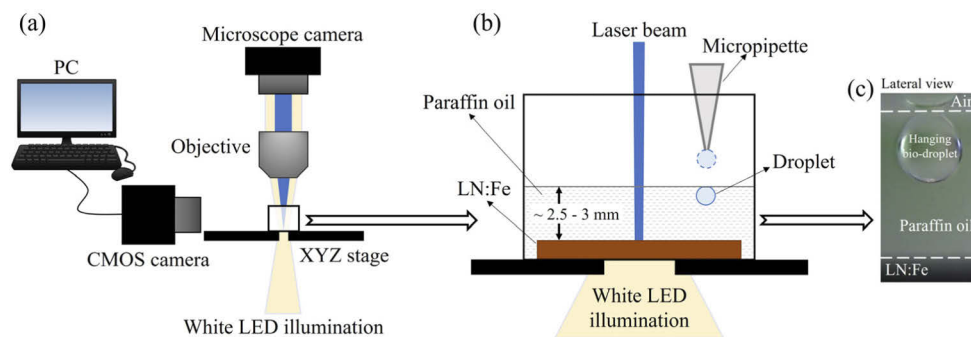 (a)
Microscope camera
PC
Objective
CMOS camera
XYZ stage
White LED illumination
(b)
Laser beam
Micropipette
Paraffin oil
Droplet
LN:Fe
~ 2.5 - 3 mm
White LED
illumination
(c)
Lateral view
Air
Hanging
bio-droplet
Paraffin oil
LN:Fe